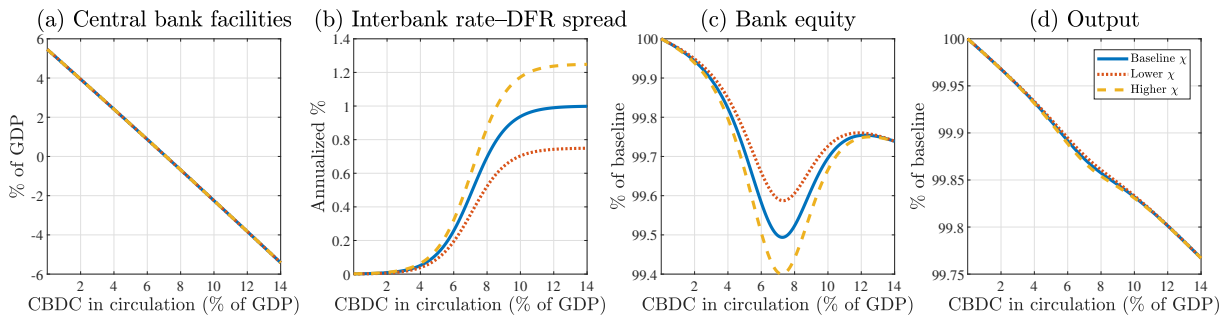 (a) Central bank facilities
% of GDP
6
4
2
0
-2
-4
-6
2 4 6 8 10 12 14
CBDC in circulation (% of GDP)
(b) Interbank rate–DFR spread
Annualized %
1.4
1.2
1
0.8
0.6
0.4
0.2
0
2 4 6 8 10 12 14
CBDC in circulation (% of GDP)
(c) Bank equity
% of baseline
100
99.9
99.8
99.7
99.6
99.5
99.4
2 4 6 8 10 12 14
CBDC in circulation (% of GDP)
(d) Output
% of baseline
100
99.95
99.9
99.85
99.8
99.75
2 4 6 8 10 12 14
CBDC in circulation (% of GDP)
Baseline χ
Lower χ
Higher χ